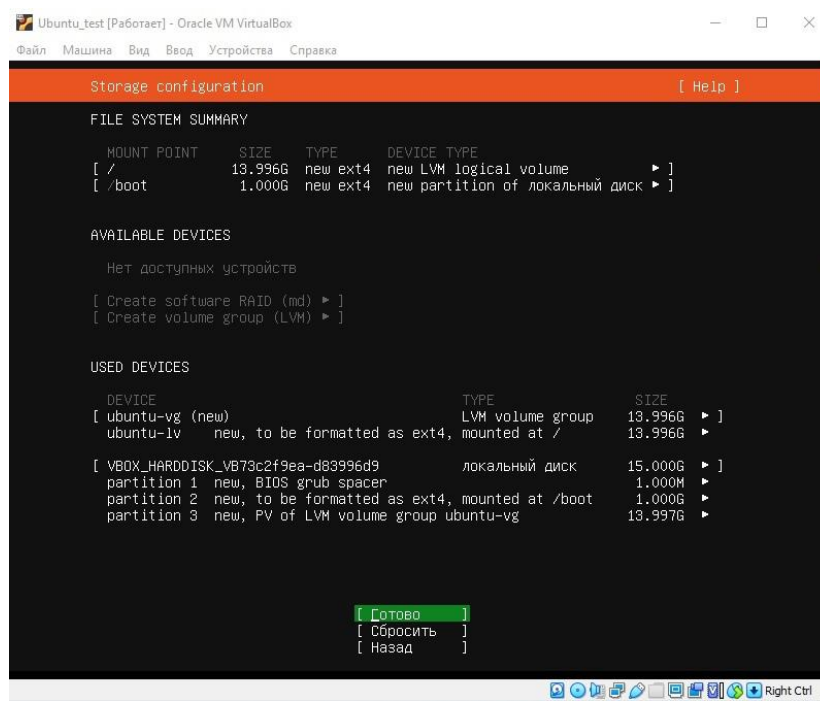 Ubuntu_test [Работает] - Oracle VM VirtualBox
Файл Машина Вид Ввод Устройства Справка
Storage configuration [ Help ]
FILE SYSTEM SUMMARY
MOUNT POINT SIZE TYPE DEVICE TYPE
[ / 13.996G new ext4 new LVM logical volume ▸ ]
[ /boot 1.000G new ext4 new partition of локальный диск ▸ ]
AVAILABLE DEVICES
Нет доступных устройств
[ Create software RAID (md) ▸ ]
[ Create volume group (LVM) ▸ ]
USED DEVICES
DEVICE TYPE SIZE
[ ubuntu-vg (new) LVM volume group 13.996G ▸ ]
ubuntu-lv new, to be formatted as ext4, mounted at / 13.996G ▸
[ VBOX_HARDDISK_VB73c2f9ea-d83996d9 локальный диск 15.000G ▸ ]
partition 1 new, BIOS grub spacer 1.000M ▸
partition 2 new, to be formatted as ext4, mounted at /boot 1.000G ▸
partition 3 new, PV of LVM volume group ubuntu-vg 13.997G ▸
[ Готово ]
[ Сбросить ]
[ Назад ]
Right Ctrl